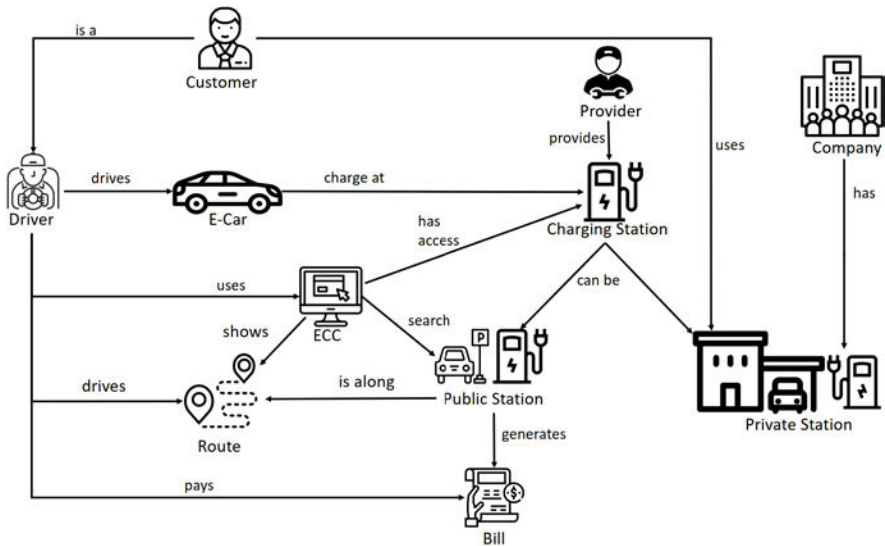 is a
Customer
Provider
provides
uses
Company
drives
charge at
Driver
E-Car
has
access
Charging Station
has
can be
uses
ECC
search
shows
P
drives
is along
Public Station
Route
Private Station
generates
pays
$
Bill